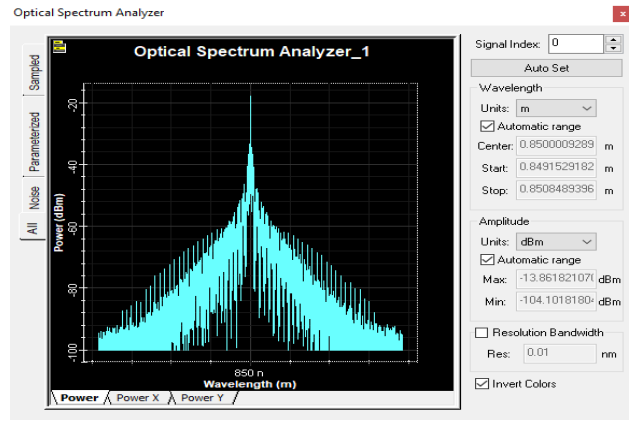 Optical Spectrum Analyzer
x
Optical Spectrum Analyzer_1
Sampled
Parameterized
Noise
All
Power (dBm)
-20
-40
-60
-80
-100
850 n
Wavelength (m)
Power
Power X
Power Y
Signal Index: 0
Auto Set
Wavelength
Units: m
Automatic range
Center: 0.8500009289 m
Start: 0.8491529182 m
Stop: 0.8508489396 m
Amplitude
Units: dBm
Automatic range
Max: -13.8618210 dBm
Min: -104.1018180 dBm
Resolution Bandwidth
Res: 0.01 nm
Invert Colors